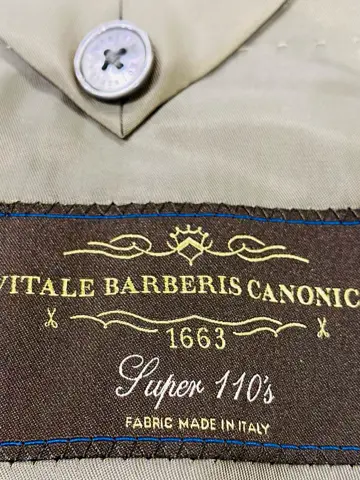 VITALE BARBERIS CANONIC
1663
Super 110's
FABRIC MADE IN ITALY